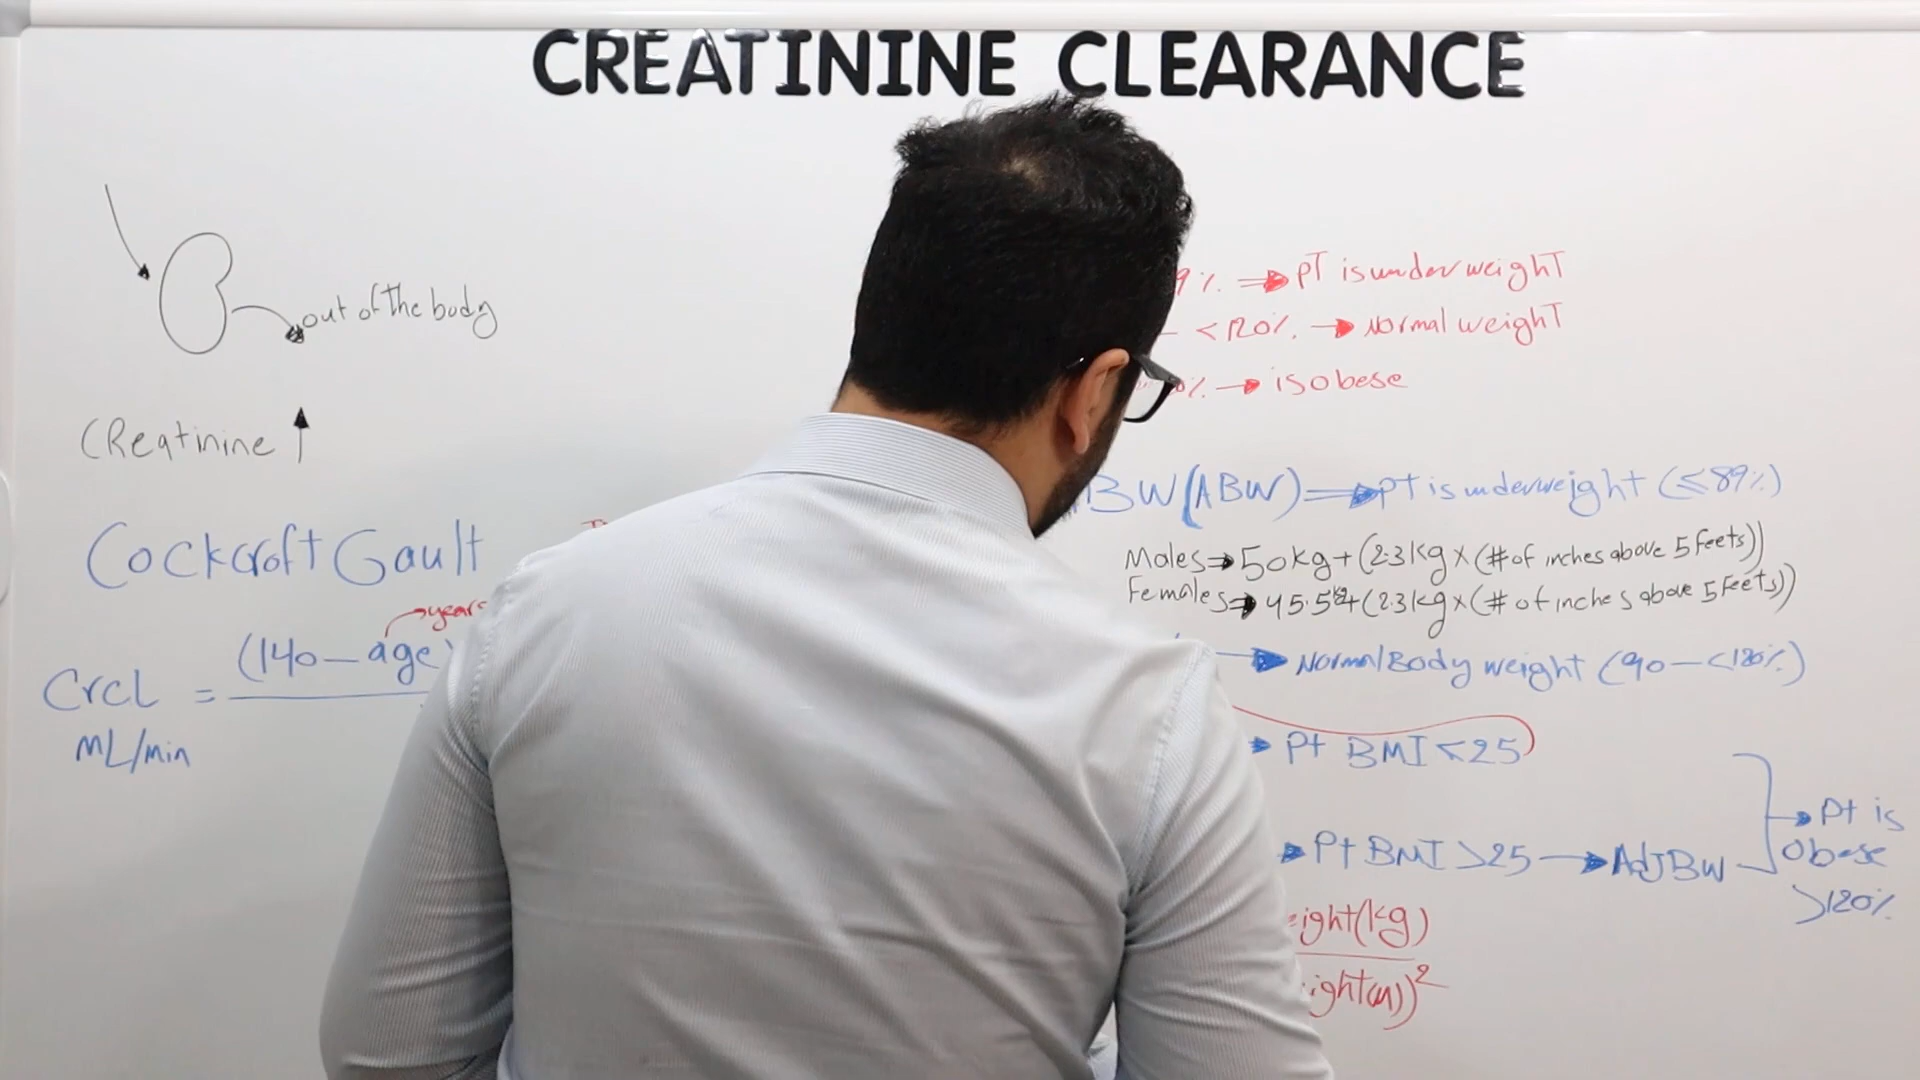 CREATININE CLEARANCE
out of the body
CReatinine ↑
Cockcroft Gault
years
CrCl = (140 - age)
mL/min
9%. → PT is under weight
- < 120%. → Normal weight
%. → is obese
BW (ABW) → PT is underweight (≤89%)
Males → 50kg + (2.3kg × (# of inches above 5 feets))
Females → 45.5kg + (2.3kg × (# of inches above 5 feets))
→ Normal Body weight (90 - <120%)
→ Pt BMI <25
→ Pt BMI >25 → AdJBW
→ Pt is
Obese
>120%
eight(kg)
ight(m))²